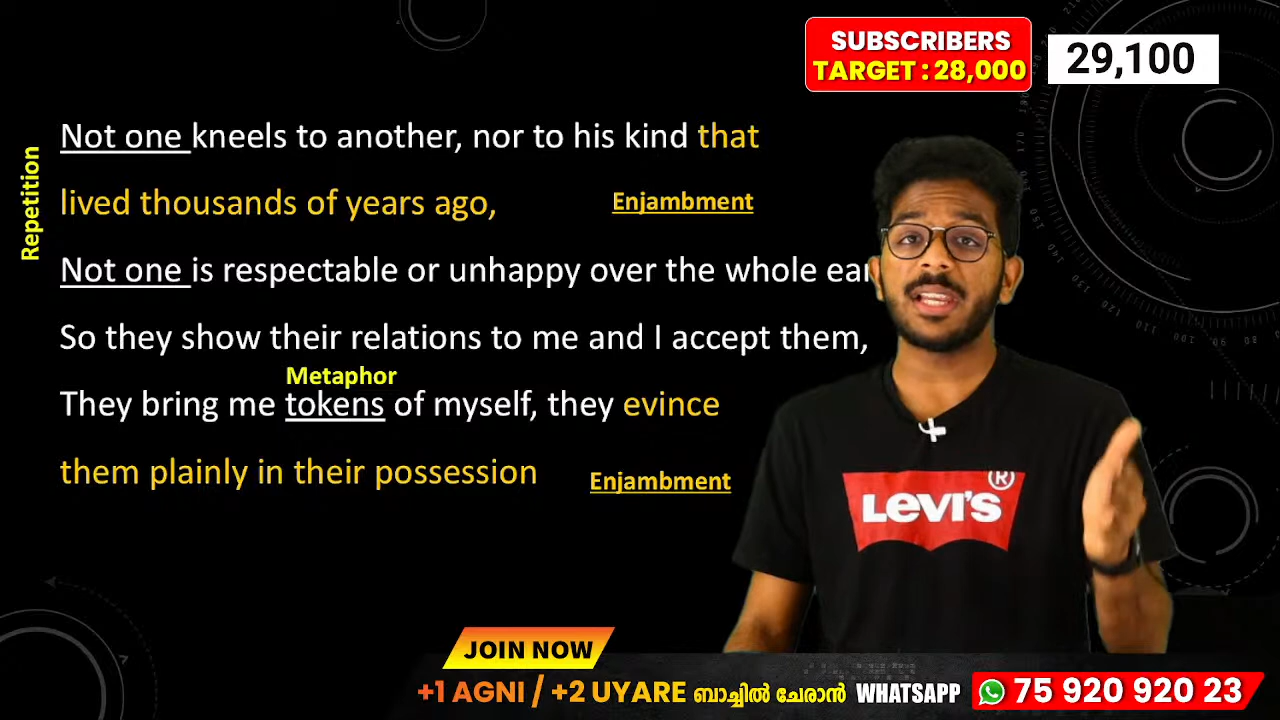 SUBSCRIBERS
TARGET : 28,000
29,100
Not one kneels to another, nor to his kind that
lived thousands of years ago,
Enjambment
Repetition
Not one is respectable or unhappy over the whole ear
So they show their relations to me and I accept them,
Metaphor
They bring me tokens of myself, they evince
them plainly in their possession
Enjambment
LEVI'S ®
JOIN NOW
+1 AGNI / +2 UYARE ബാച്ചിൽ ചേരാൻ WHATSAPP 75 920 920 23